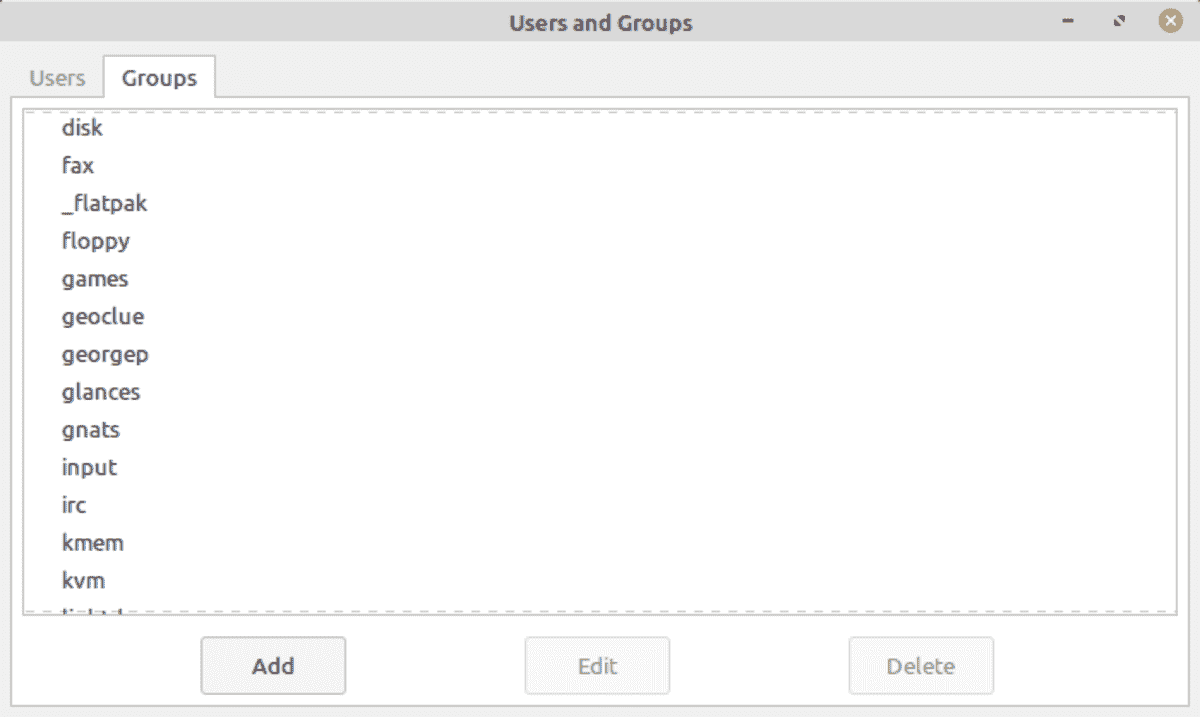 Users and Groups
Users Groups
disk
fax
_flatpak
floppy
games
geoclue
georgep
glances
gnats
input
irc
kmem
kvm
Add Edit Delete